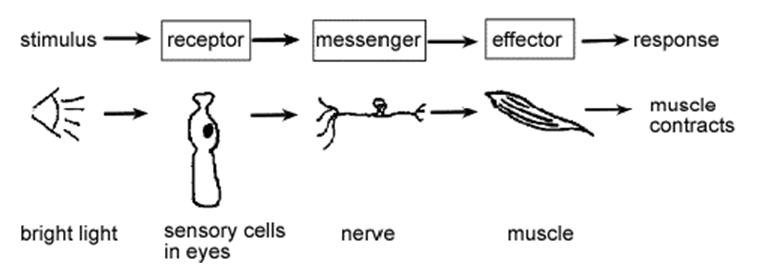 stimulus receptor messenger effector response
muscle
contracts
bright light sensory cells nerve muscle
in eyes